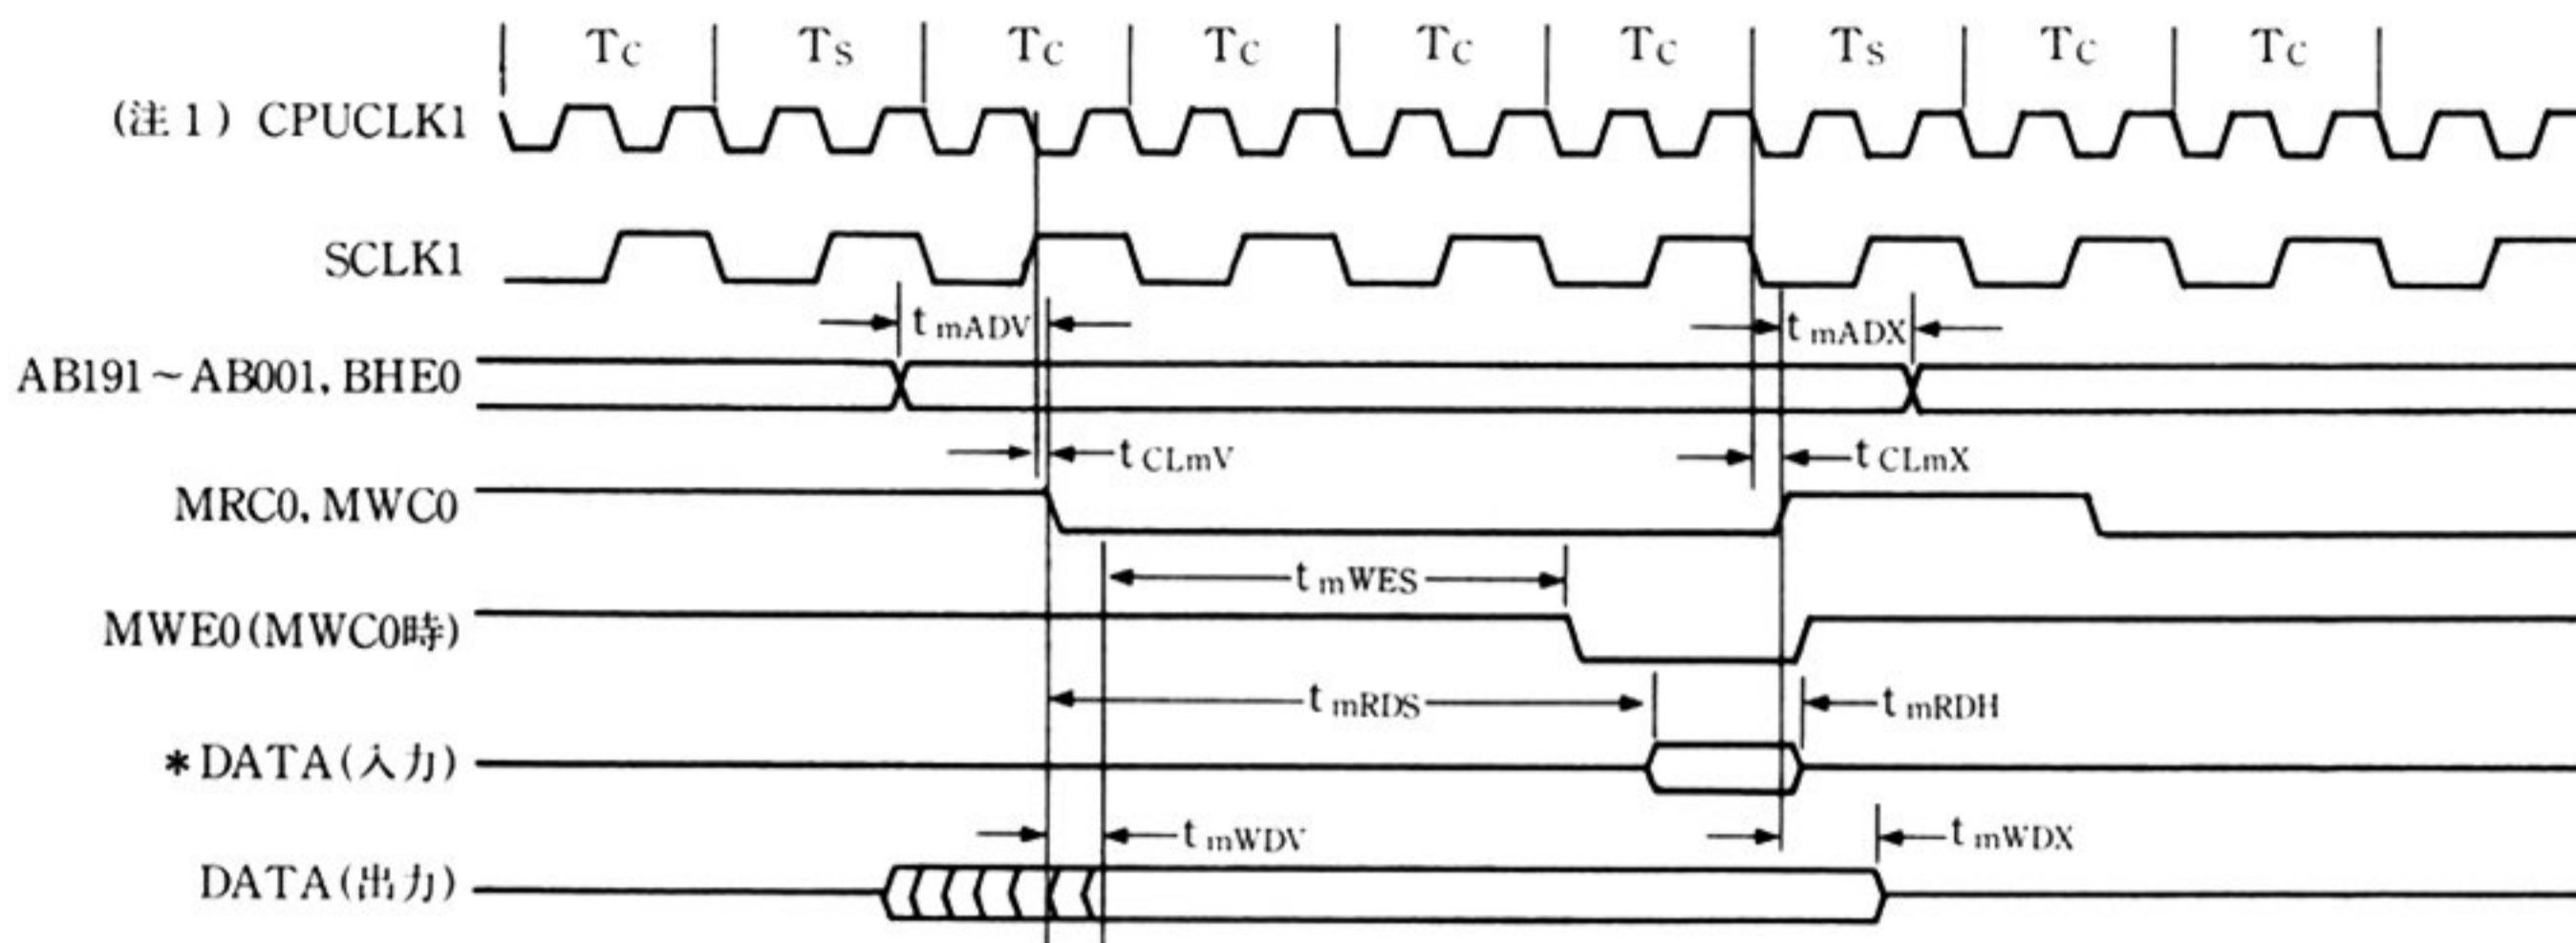 TC TS TC TC TC TC TS TC TC
(注1) CPUCLK1
SCLK1
tmADV tmADX
AB191~AB001, BHE0
tCLmV tCLmX
MRC0, MWC0
tmWES
MWE0(MWC0時)
tmRDS tmRDH
*DATA(入力)
tmWDV tmWDX
DATA(出力)